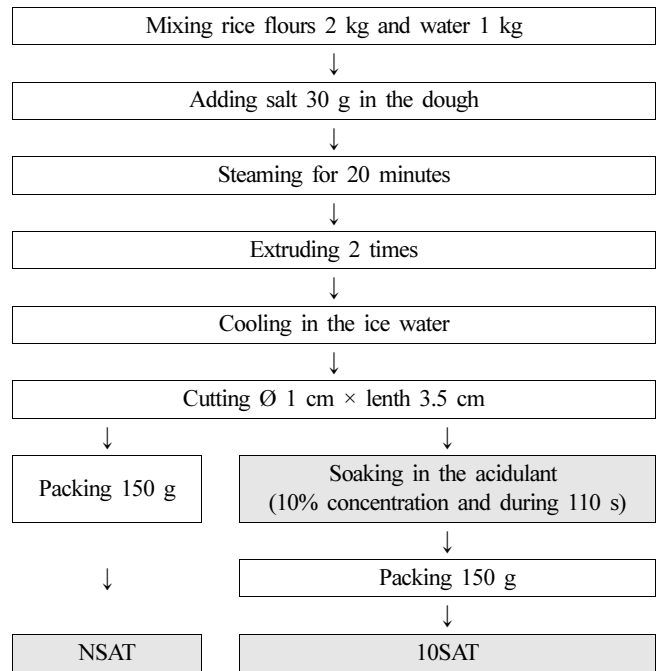 Mixing rice flours 2 kg and water 1 kg
↓
Adding salt 30 g in the dough
↓
Steaming for 20 minutes
↓
Extruding 2 times
↓
Cooling in the ice water
↓
Cutting Ø 1 cm × lenth 3.5 cm
↓ ↓
Packing 150 g
Soaking in the acidulant
(10% concentration and during 110 s)
↓
↓
Packing 150 g
↓
NSAT
10SAT